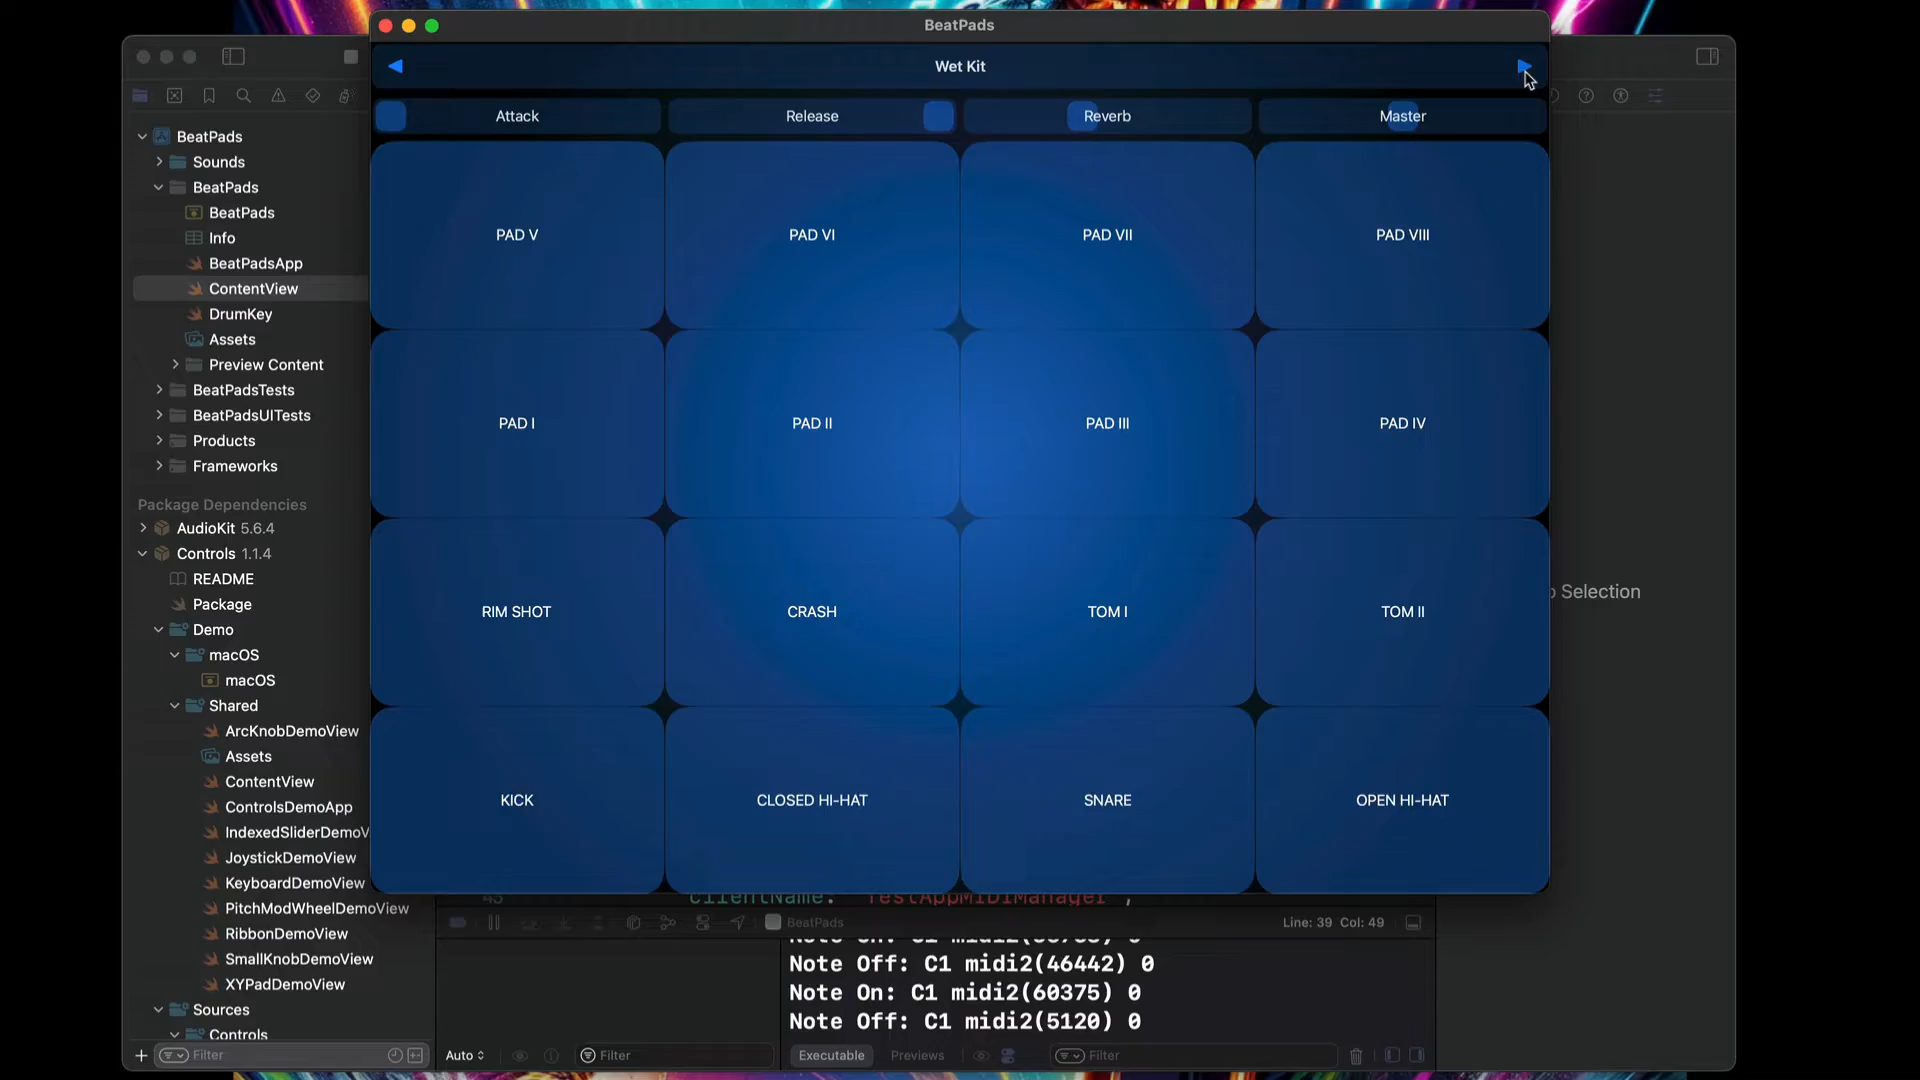 BeatPads
Wet Kit
Attack
Release
Reverb
Master
PAD V
PAD VI
PAD VII
PAD VIII
PAD I
PAD II
PAD III
PAD IV
RIM SHOT
CRASH
TOM I
TOM II
KICK
CLOSED HI-HAT
SNARE
OPEN HI-HAT
BeatPads
Sounds
BeatPads
BeatPads
Info
BeatPadsApp
ContentView
DrumKey
Assets
Preview Content
BeatPadsTests
BeatPadsUITests
Products
Frameworks
Package Dependencies
AudioKit 5.6.4
Controls 1.1.4
README
Package
Demo
macOS
macOS
Shared
ArcKnobDemoView
Assets
ContentView
ControlsDemoApp
IndexedSliderDemoV
JoystickDemoView
KeyboardDemoView
PitchModWheelDemoView
RibbonDemoView
SmallKnobDemoView
XYPadDemoView
Sources
Controls
Filter
Selection
clientName: "TestAppMIDIManager",
BeatPads
Line: 39 Col: 49
Note Off: C1 midi2(46442) 0
Note On: C1 midi2(60375) 0
Note Off: C1 midi2(5120) 0
Auto
Filter
Executable
Previews
Filter